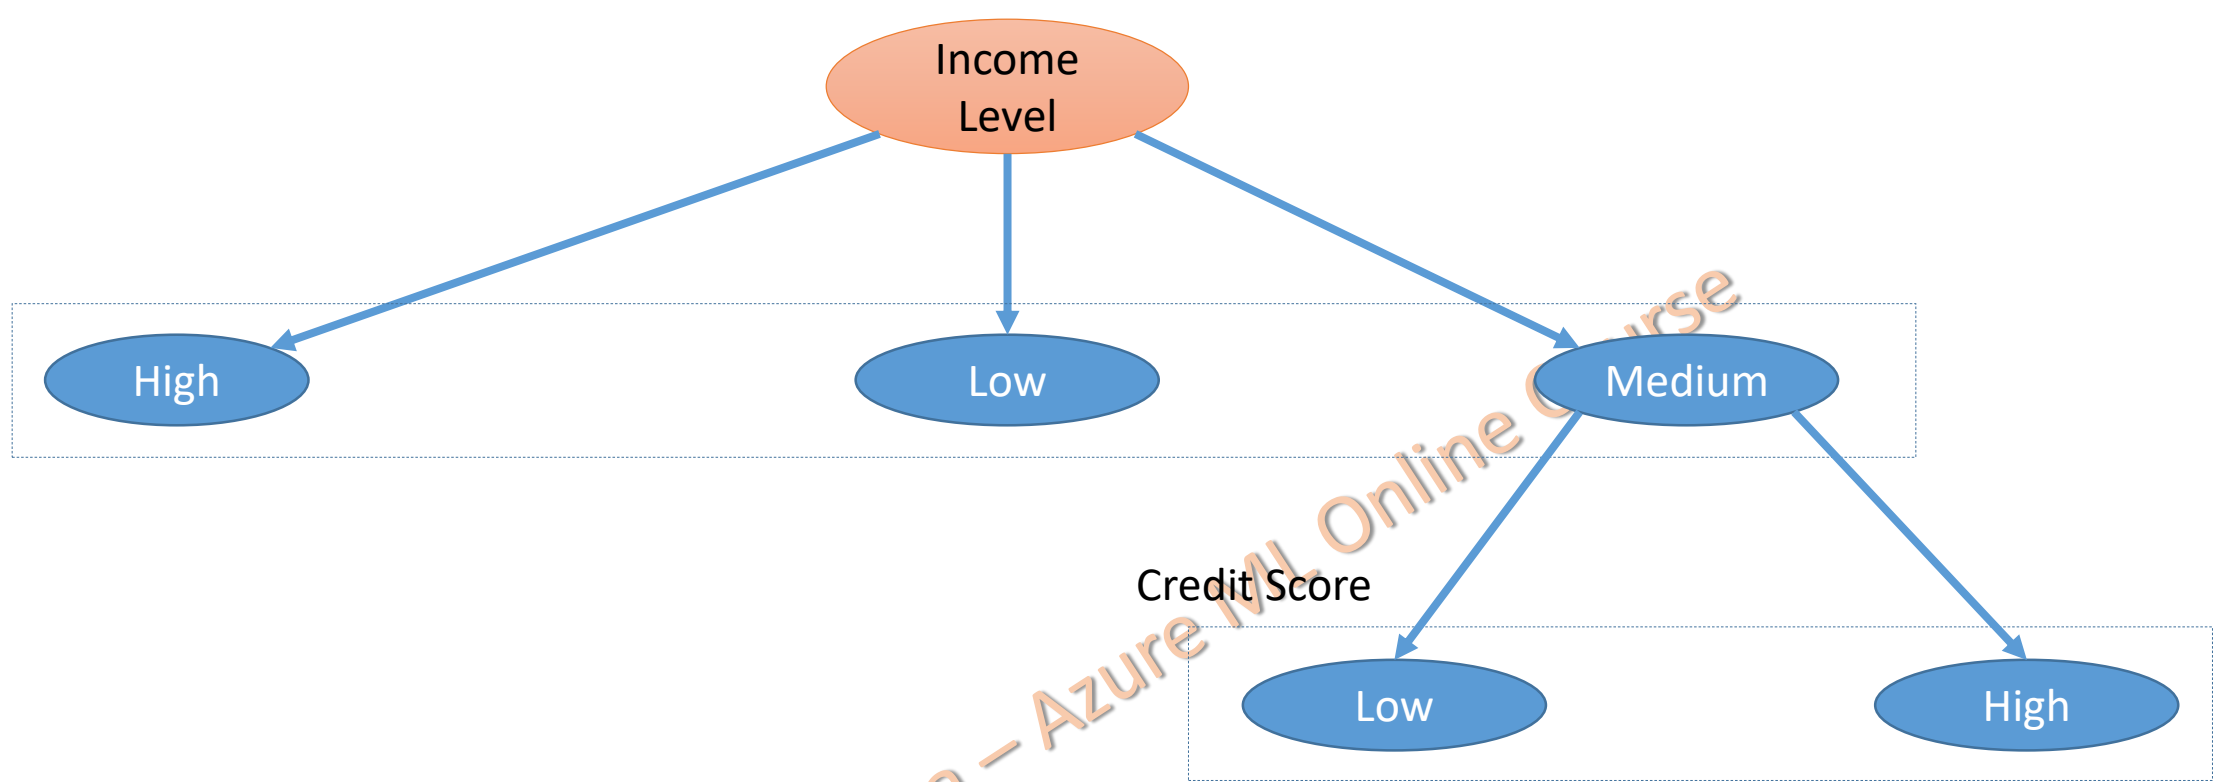 Income
Level
High
Low
Medium
Credit Score
Low
High
– Azure ML Online Course